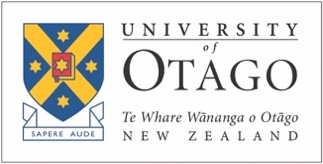 SAPERE AUDE
UNIVERSITY
of
OTAGO
Te Whare Wānanga o Otāgo
NEW ZEALAND